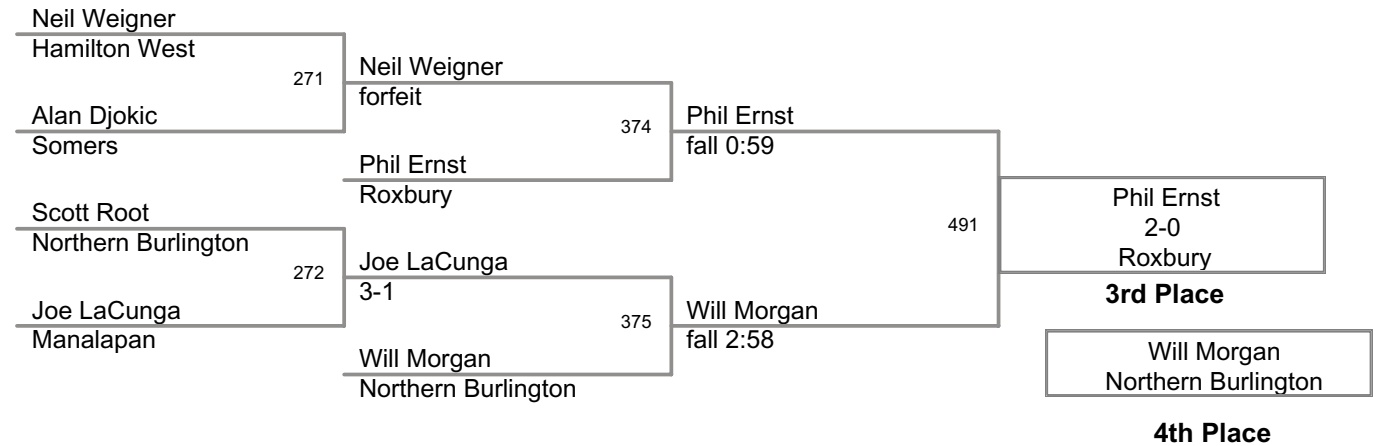 Neil Weigner
Hamilton West
271
Neil Weigner
forfeit
Alan Djokic
Somers
374
Phil Ernst
fall 0:59
Phil Ernst
Roxbury
Scott Root
Northern Burlington
491
Phil Ernst
2-0
Roxbury
3rd Place
272
Joe LaCunga
3-1
Joe LaCunga
Manalapan
375
Will Morgan
fall 2:58
Will Morgan
Northern Burlington
Will Morgan
Northern Burlington
4th Place